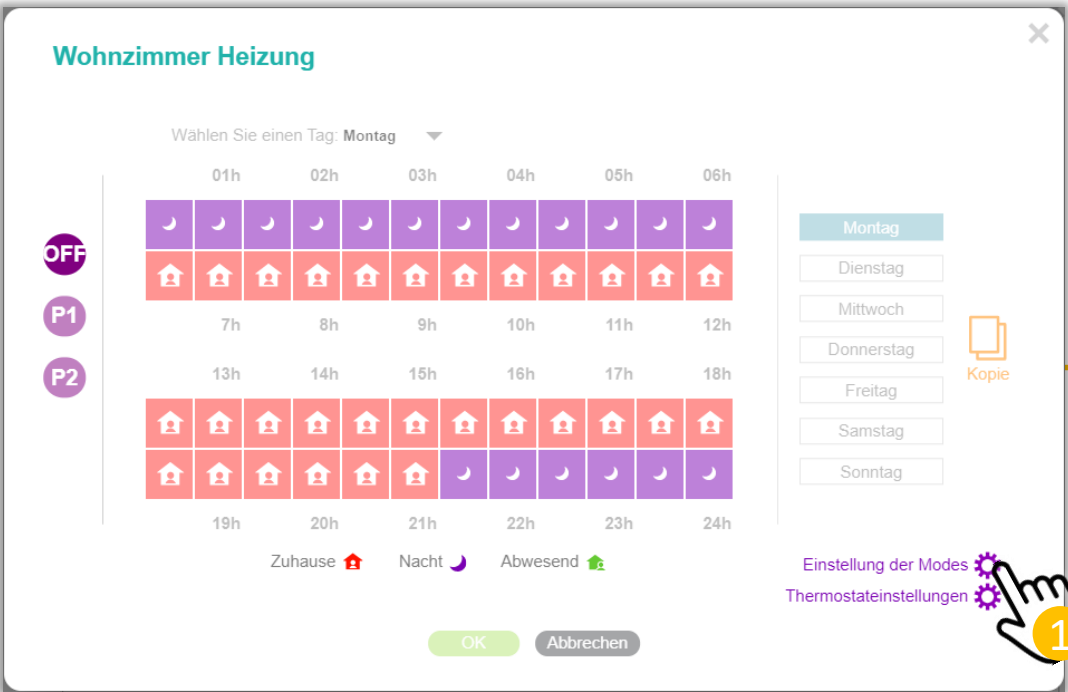 Wohnzimmer Heizung
Wählen Sie einen Tag: Montag
01h 02h 03h 04h 05h 06h
OFF
P1
P2
7h 8h 9h 10h 11h 12h
13h 14h 15h 16h 17h 18h
19h 20h 21h 22h 23h 24h
Zuhause Nacht Abwesend
Montag
Dienstag
Mittwoch
Donnerstag
Freitag
Samstag
Sonntag
Kopie
Einstellung der Modes
Thermostateinstellungen
1
OK Abbrechen